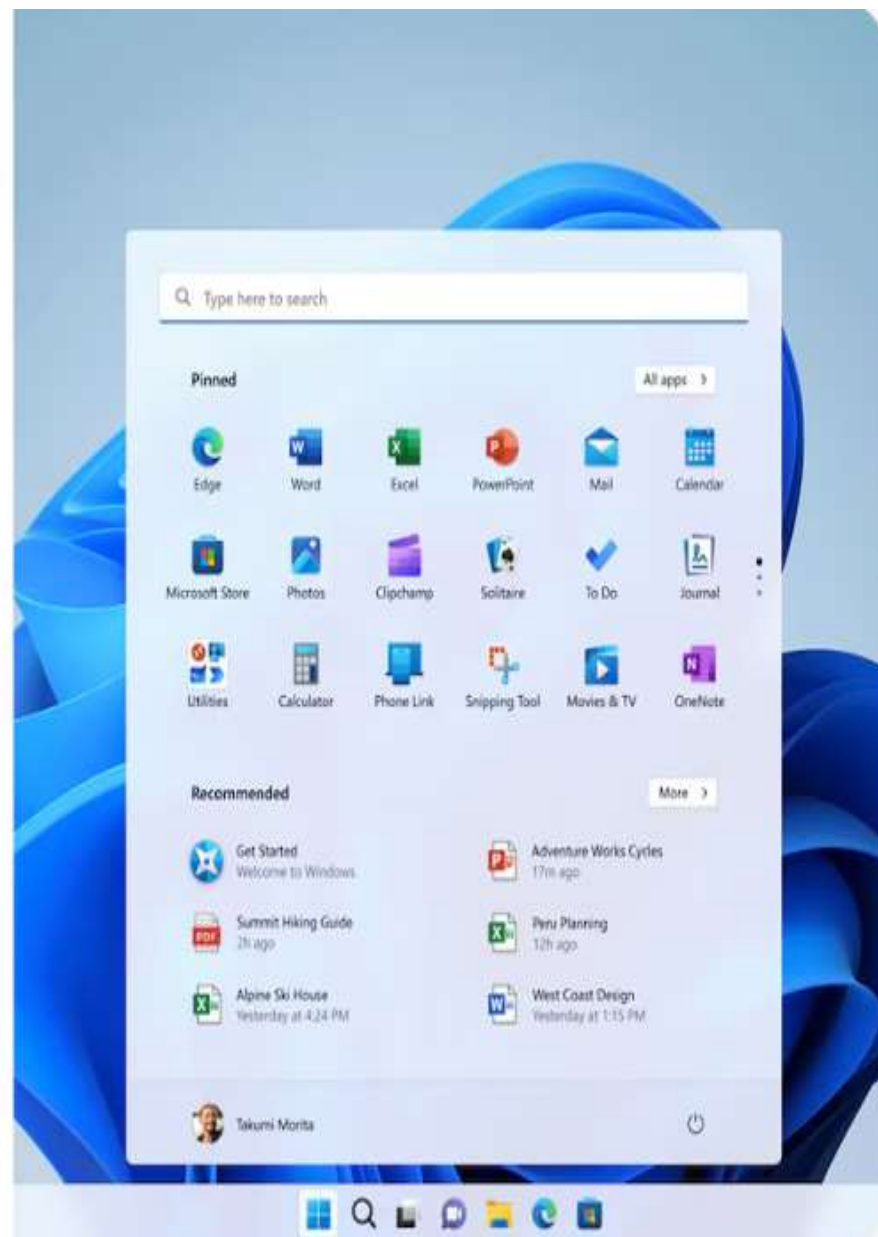 Type here to search
Pinned
All apps >
Edge Word Excel PowerPoint Mail Calendar
Microsoft Store Photos Clipchamp Solitaire To Do Journal
Utilities Calculator Phone Link Snipping Tool Movies & TV OneNote
Recommended
More >
Get Started
Welcome to Windows
Adventure Works Cycles
17m ago
Summit Hiking Guide
2h ago
Peru Planning
12h ago
Alpine Ski House
Yesterday at 4:24 PM
West Coast Design
Yesterday at 1:15 PM
Takumi Morita